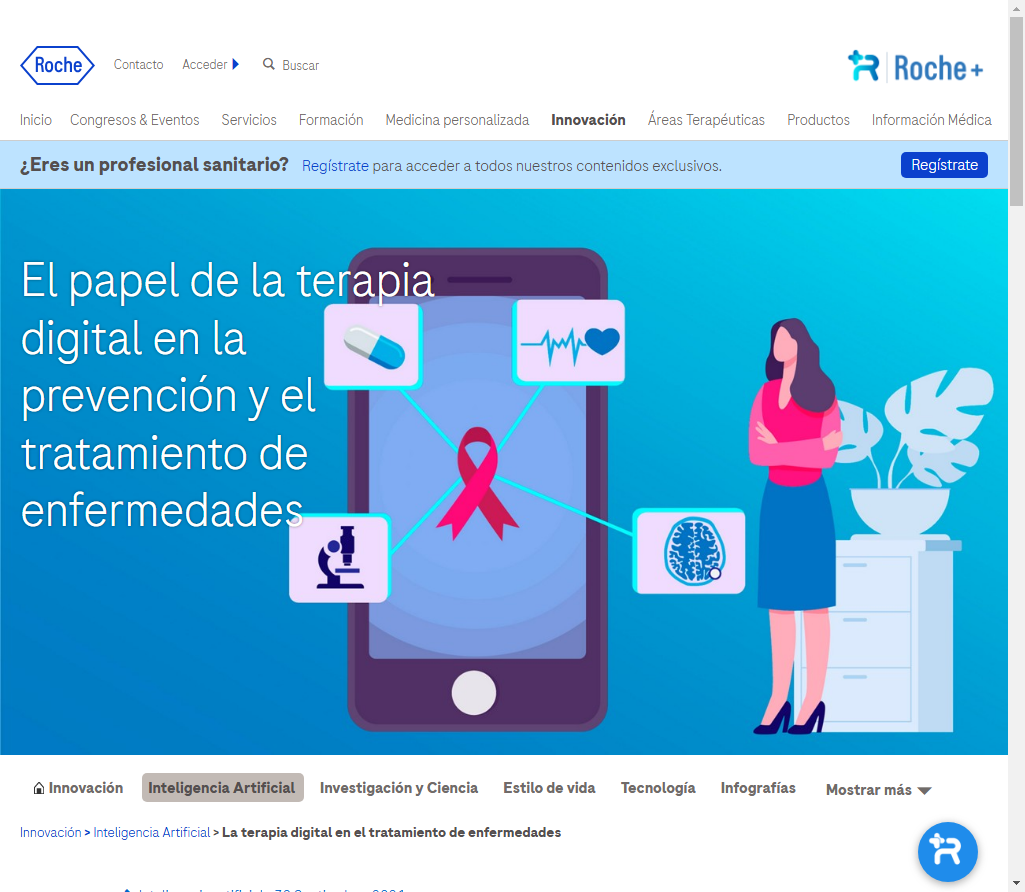 Roche
Contacto
Acceder
Buscar
Roche+
Inicio
Congresos & Eventos
Servicios
Formación
Medicina personalizada
Innovación
Áreas Terapéuticas
Productos
Información Médica
¿Eres un profesional sanitario? Regístrate para acceder a todos nuestros contenidos exclusivos.
Regístrate
El papel de la terapia
digital en la
prevención y el
tratamiento de
enfermedades
Innovación
Inteligencia Artificial
Investigación y Ciencia
Estilo de vida
Tecnología
Infografías
Mostrar más
Innovación > Inteligencia Artificial > La terapia digital en el tratamiento de enfermedades